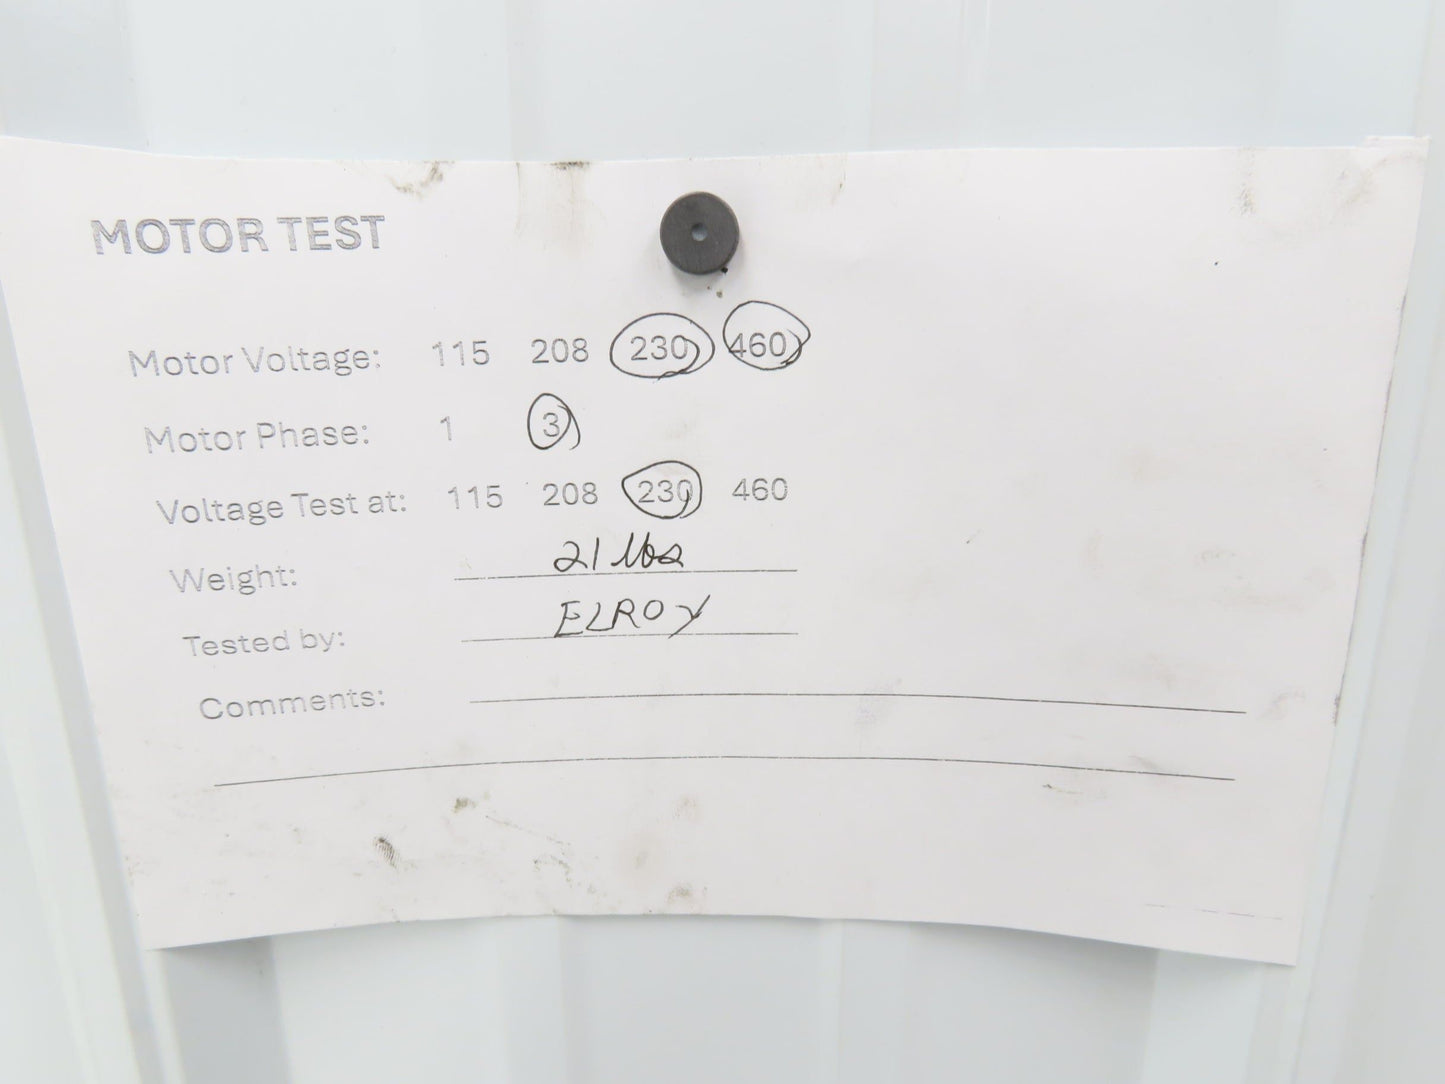 MOTOR TEST
Motor Voltage: 115 208 230 460
Motor Phase: 1 3
Voltage Test at: 115 208 230 460
Weight: 21 lbs
Tested by: ELROY
Comments: